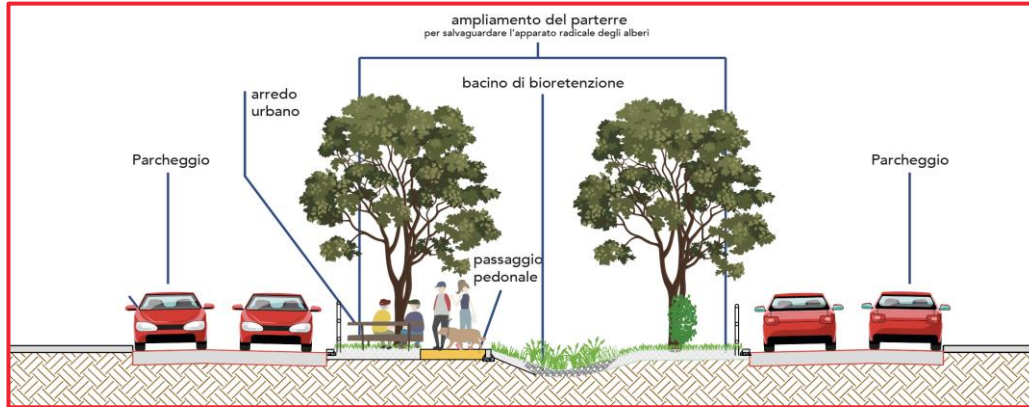 ampliamento del parterre
per salvaguardare l'apparato radicale degli alberi
bacino di bioretenzione
arredo
urbano
Parcheggio
Parcheggio
passaggio
pedonale